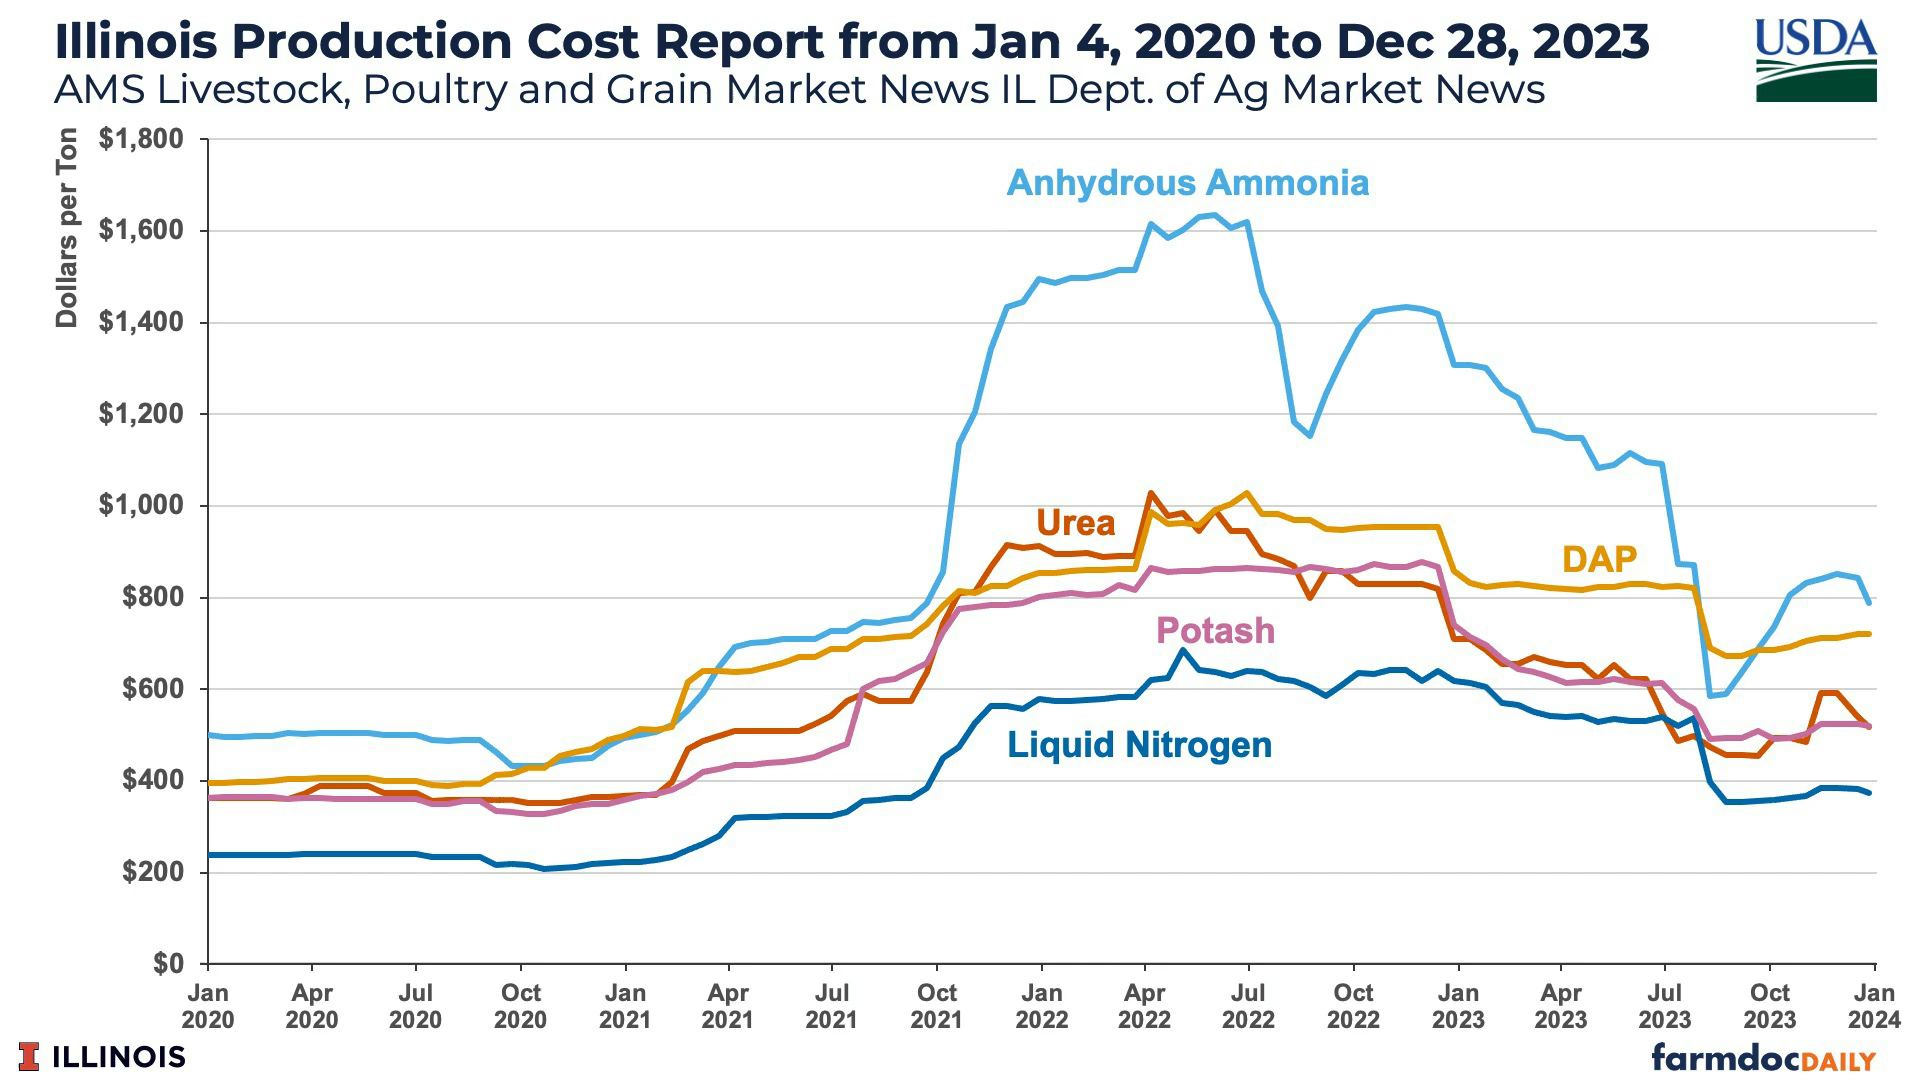 Illinois Production Cost Report from Jan 4, 2020 to Dec 28, 2023
AMS Livestock, Poultry and Grain Market News IL Dept. of Ag Market News
USDA
Dollars per Ton
$1,800
$1,600
$1,400
$1,200
$1,000
$800
$600
$400
$200
$0
Anhydrous Ammonia
Urea
DAP
Potash
Liquid Nitrogen
Jan Apr Jul Oct Jan Apr Jul Oct Jan Apr Jul Oct Jan Apr Jul Oct Jan
2020 2020 2020 2020 2021 2021 2021 2021 2022 2022 2022 2022 2023 2023 2023 2023 2024
I ILLINOIS
farmdocDAILY